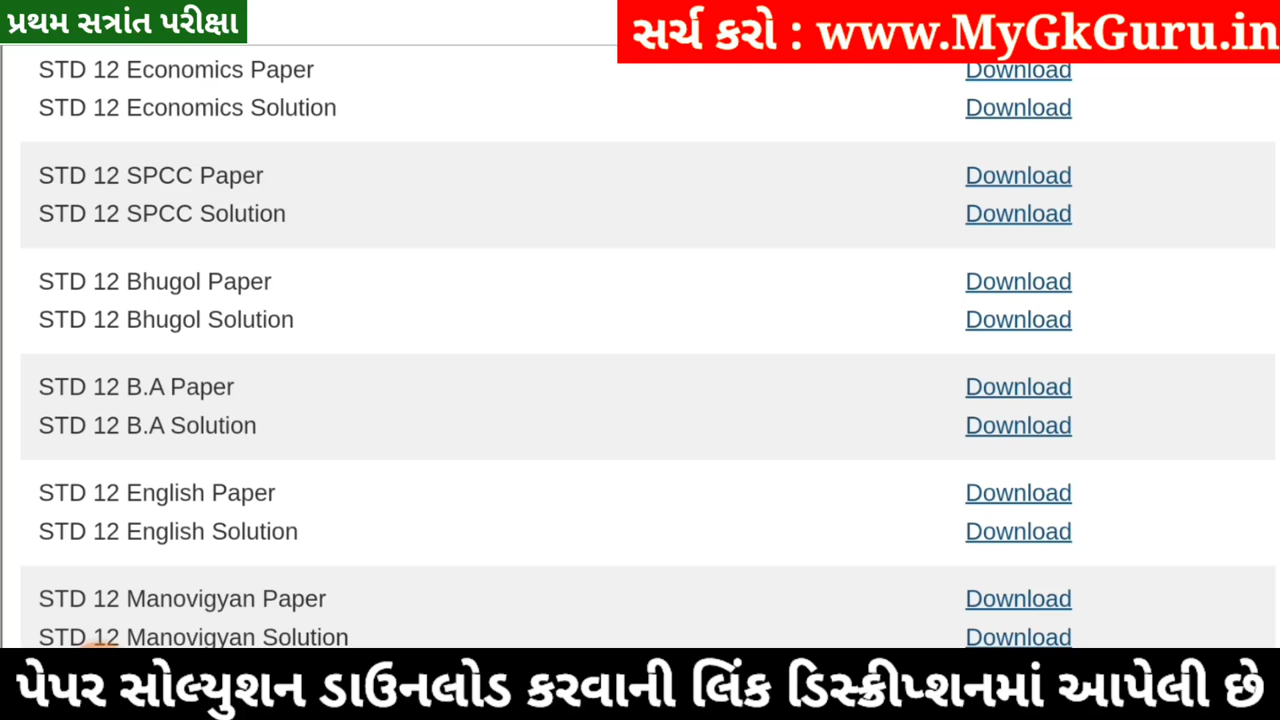 પ્રથમ સત્રાંત પરીક્ષા
સર્ચ કરો : www.MyGkGuru.in
STD 12 Economics Paper Download
STD 12 Economics Solution Download
STD 12 SPCC Paper Download
STD 12 SPCC Solution Download
STD 12 Bhugol Paper Download
STD 12 Bhugol Solution Download
STD 12 B.A Paper Download
STD 12 B.A Solution Download
STD 12 English Paper Download
STD 12 English Solution Download
STD 12 Manovigyan Paper Download
STD 12 Manovigyan Solution Download
પેપર સોલ્યુશન ડાઉનલોડ કરવાની લિંક ડિસ્ક્રીપ્શનમાં આપેલી છે